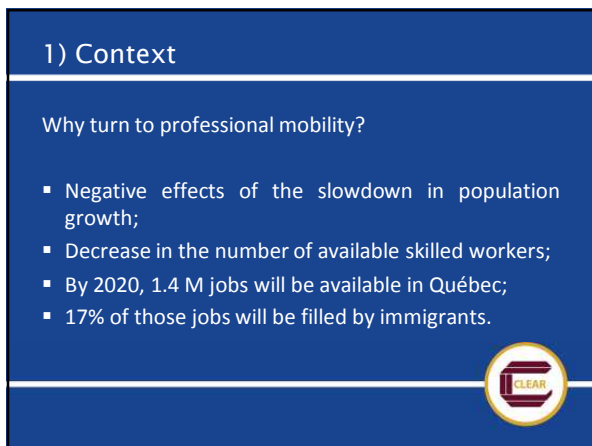 1) Context
Why turn to professional mobility?
▪ Negative effects of the slowdown in population
growth;
▪ Decrease in the number of available skilled workers;
▪ By 2020, 1.4 M jobs will be available in Québec;
▪ 17% of those jobs will be filled by immigrants.
CLEAR